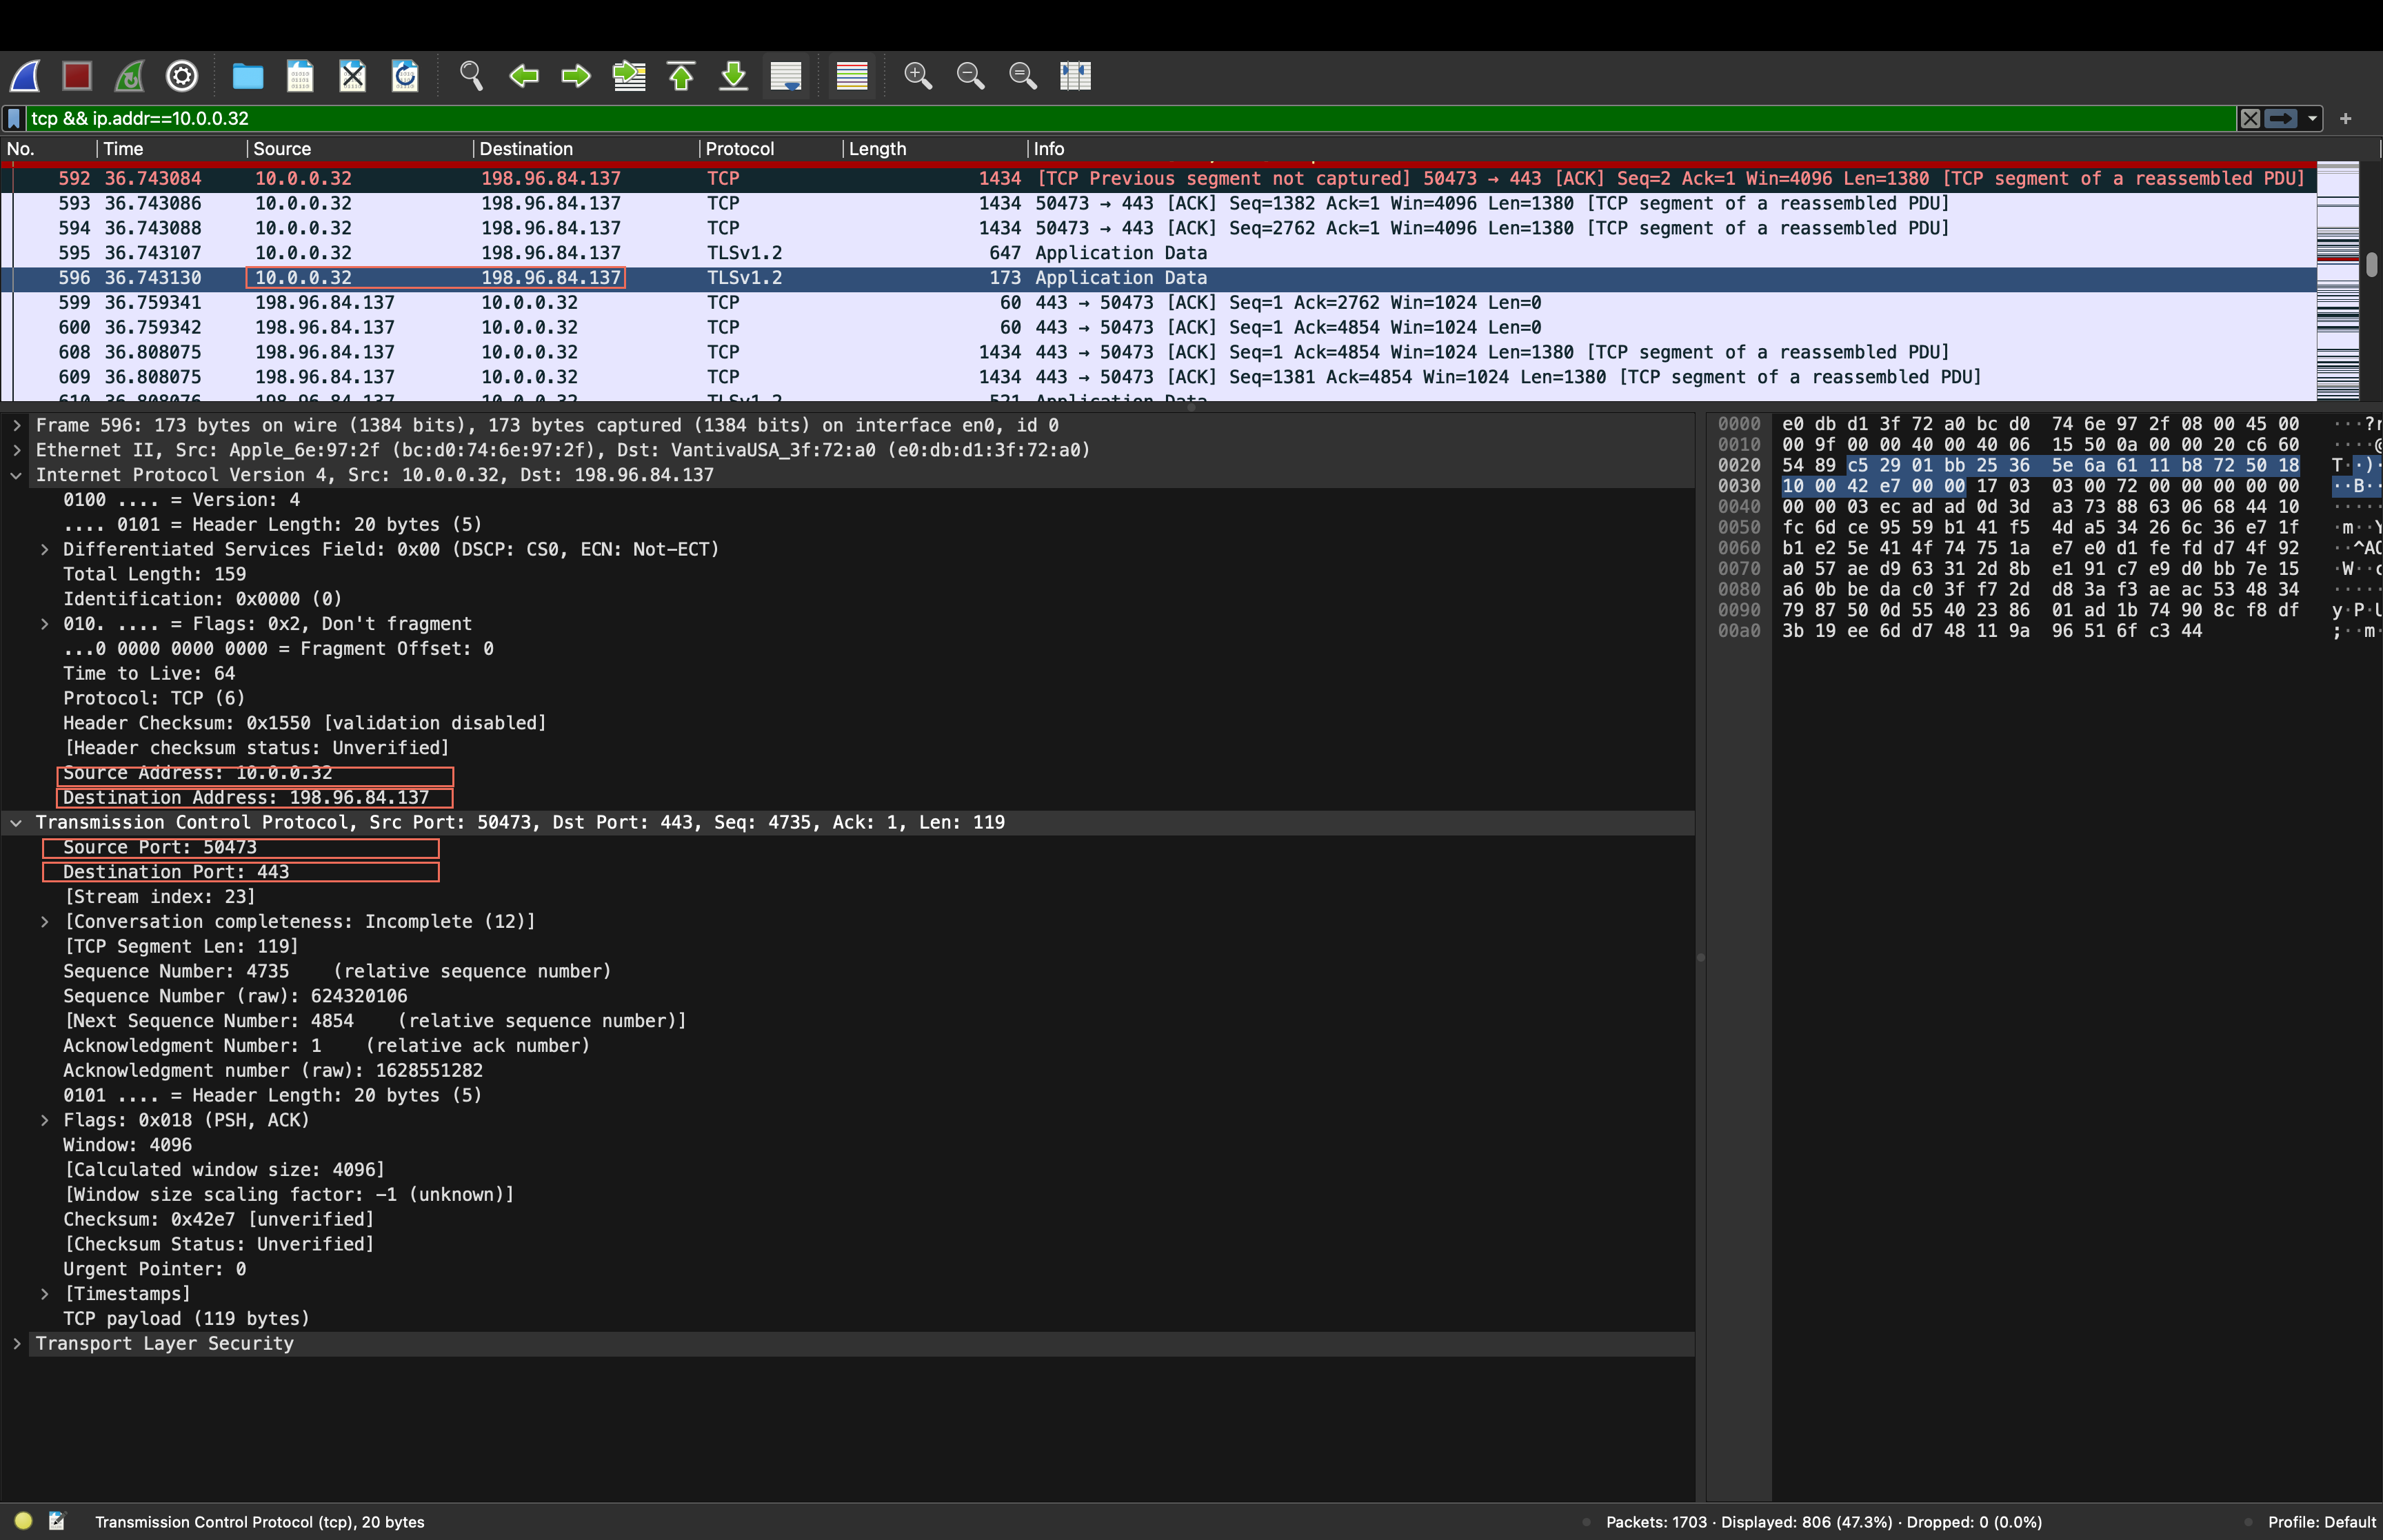 tcp && ip.addr==10.0.0.32
No. Time Source Destination Protocol Length Info
592 36.743084 10.0.0.32 198.96.84.137 TCP 1434 [TCP Previous segment not captured] 50473 → 443 [ACK] Seq=2 Ack=1 Win=4096 Len=1380 [TCP segment of a reassembled PDU]
593 36.743086 10.0.0.32 198.96.84.137 TCP 1434 50473 → 443 [ACK] Seq=1382 Ack=1 Win=4096 Len=1380 [TCP segment of a reassembled PDU]
594 36.743088 10.0.0.32 198.96.84.137 TCP 1434 50473 → 443 [ACK] Seq=2762 Ack=1 Win=4096 Len=1380 [TCP segment of a reassembled PDU]
595 36.743107 10.0.0.32 198.96.84.137 TLSv1.2 647 Application Data
596 36.743130 10.0.0.32 198.96.84.137 TLSv1.2 173 Application Data
599 36.759341 198.96.84.137 10.0.0.32 TCP 60 443 → 50473 [ACK] Seq=1 Ack=2762 Win=1024 Len=0
600 36.759342 198.96.84.137 10.0.0.32 TCP 60 443 → 50473 [ACK] Seq=1 Ack=4854 Win=1024 Len=0
608 36.808075 198.96.84.137 10.0.0.32 TCP 1434 443 → 50473 [ACK] Seq=1 Ack=4854 Win=1024 Len=1380 [TCP segment of a reassembled PDU]
609 36.808075 198.96.84.137 10.0.0.32 TCP 1434 443 → 50473 [ACK] Seq=1381 Ack=4854 Win=1024 Len=1380 [TCP segment of a reassembled PDU]
610 36.808076 198.96.84.137 10.0.0.32 TLSv1.2 521 Application Data
Frame 596: 173 bytes on wire (1384 bits), 173 bytes captured (1384 bits) on interface en0, id 0
Ethernet II, Src: Apple_6e:97:2f (bc:d0:74:6e:97:2f), Dst: VantivaUSA_3f:72:a0 (e0:db:d1:3f:72:a0)
Internet Protocol Version 4, Src: 10.0.0.32, Dst: 198.96.84.137
0100 .... = Version: 4
.... 0101 = Header Length: 20 bytes (5)
Differentiated Services Field: 0x00 (DSCP: CS0, ECN: Not-ECT)
Total Length: 159
Identification: 0x0000 (0)
010. .... = Flags: 0x2, Don't fragment
...0 0000 0000 0000 = Fragment Offset: 0
Time to Live: 64
Protocol: TCP (6)
Header Checksum: 0x1550 [validation disabled]
[Header checksum status: Unverified]
Source Address: 10.0.0.32
Destination Address: 198.96.84.137
Transmission Control Protocol, Src Port: 50473, Dst Port: 443, Seq: 4735, Ack: 1, Len: 119
Source Port: 50473
Destination Port: 443
[Stream index: 23]
[Conversation completeness: Incomplete (12)]
[TCP Segment Len: 119]
Sequence Number: 4735 (relative sequence number)
Sequence Number (raw): 624320106
[Next Sequence Number: 4854 (relative sequence number)]
Acknowledgment Number: 1 (relative ack number)
Acknowledgment number (raw): 1628551282
0101 .... = Header Length: 20 bytes (5)
Flags: 0x018 (PSH, ACK)
Window: 4096
[Calculated window size: 4096]
[Window size scaling factor: -1 (unknown)]
Checksum: 0x42e7 [unverified]
[Checksum Status: Unverified]
Urgent Pointer: 0
[Timestamps]
TCP payload (119 bytes)
Transport Layer Security
0000 e0 db d1 3f 72 a0 bc d0 74 6e 97 2f 08 00 45 00 ···?r
0010 00 9f 00 00 40 00 40 06 15 50 0a 00 00 20 c6 60 ····@
0020 54 89 c5 29 01 bb 25 36 5e 6a 61 11 b8 72 50 18 T··)·
0030 10 00 42 e7 00 00 17 03 03 00 72 00 00 00 00 00 ··B··
0040 00 00 03 ec ad ad 0d 3d a3 73 88 63 06 68 44 10 ·····
0050 fc 6d ce 95 59 b1 41 f5 4d a5 34 26 6c 36 e7 1f ·m··Y
0060 b1 e2 5e 41 4f 74 75 1a e7 e0 d1 fe fd d7 4f 92 ··^AO
0070 a0 57 ae d9 63 31 2d 8b e1 91 c7 e9 d0 bb 7e 15 ·W··c
0080 a6 0b be da c0 3f f7 2d d8 3a f3 ae ac 53 48 34 ·····
0090 79 87 50 0d 55 40 23 86 01 ad 1b 74 90 8c f8 df y·P·U
00a0 3b 19 ee 6d d7 48 11 9a 96 51 6f c3 44 ;··m·
Transmission Control Protocol (tcp), 20 bytes
Packets: 1703 · Displayed: 806 (47.3%) · Dropped: 0 (0.0%)
Profile: Default